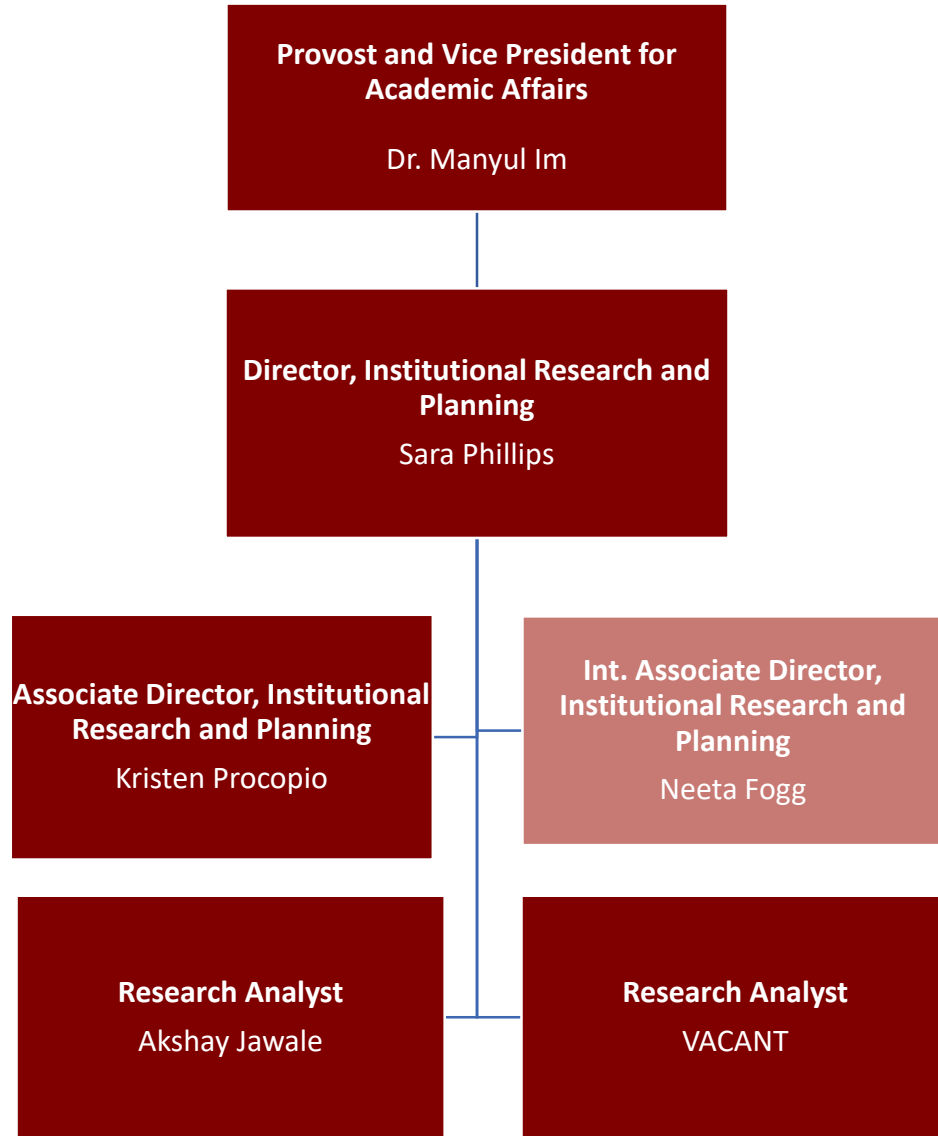 Provost and Vice President for
Academic Affairs
Dr. Manyul Im
Director, Institutional Research and
Planning
Sara Phillips
Associate Director, Institutional
Research and Planning
Kristen Procopio
Int. Associate Director,
Institutional Research and
Planning
Neeta Fogg
Research Analyst
Akshay Jawale
Research Analyst
VACANT